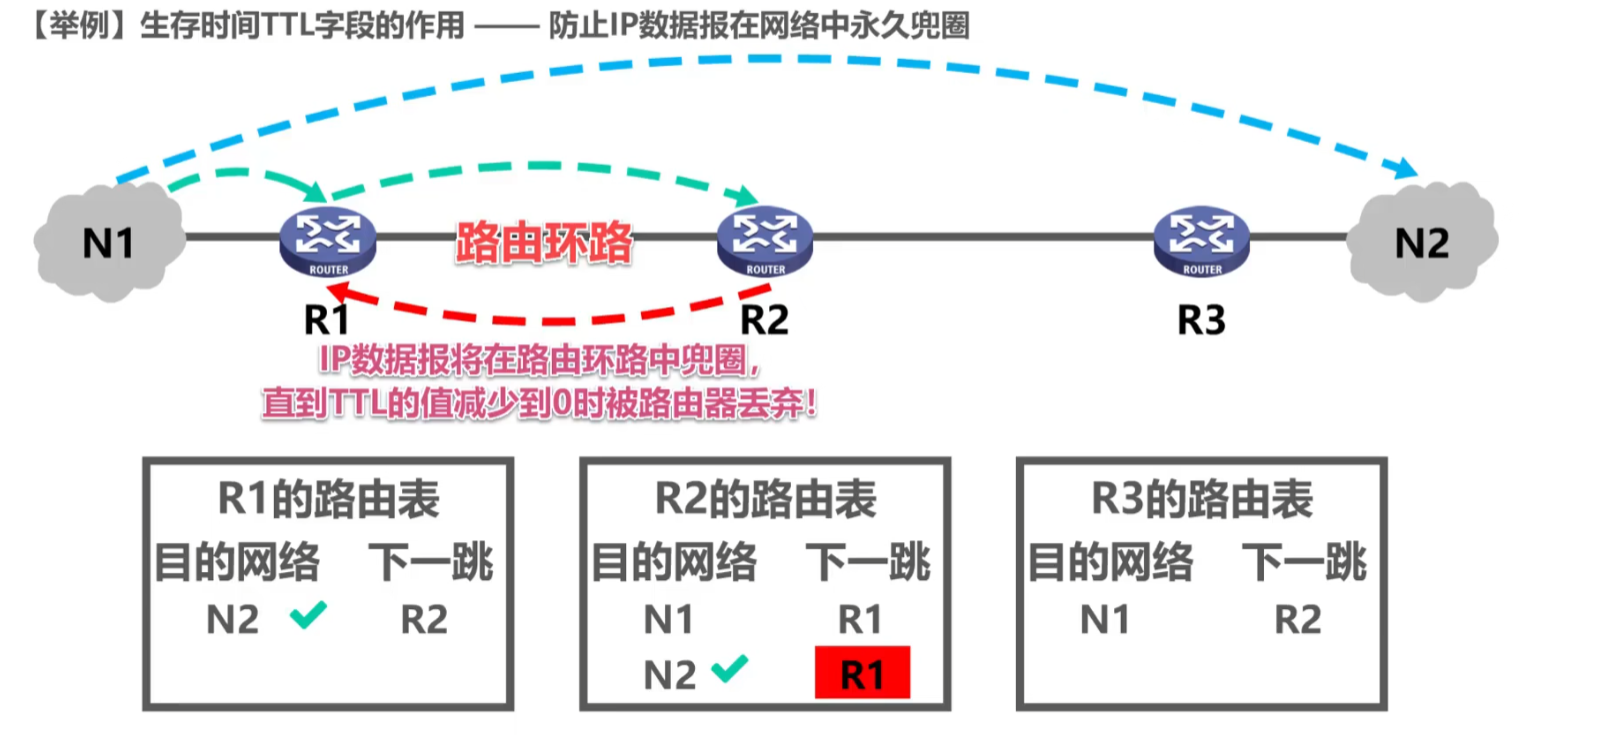 【举例】生存时间TTL字段的作用 —— 防止IP数据报在网络中永久兜圈
N1
ROUTER
路由环路
ROUTER
ROUTER
N2
R1
R2
R3
IP数据报将在路由环路中兜圈，
直到TTL的值减少到0时被路由器丢弃！
R1的路由表
目的网络 下一跳
N2 R2
R2的路由表
目的网络 下一跳
N1 R1
N2 R1
R3的路由表
目的网络 下一跳
N1 R2